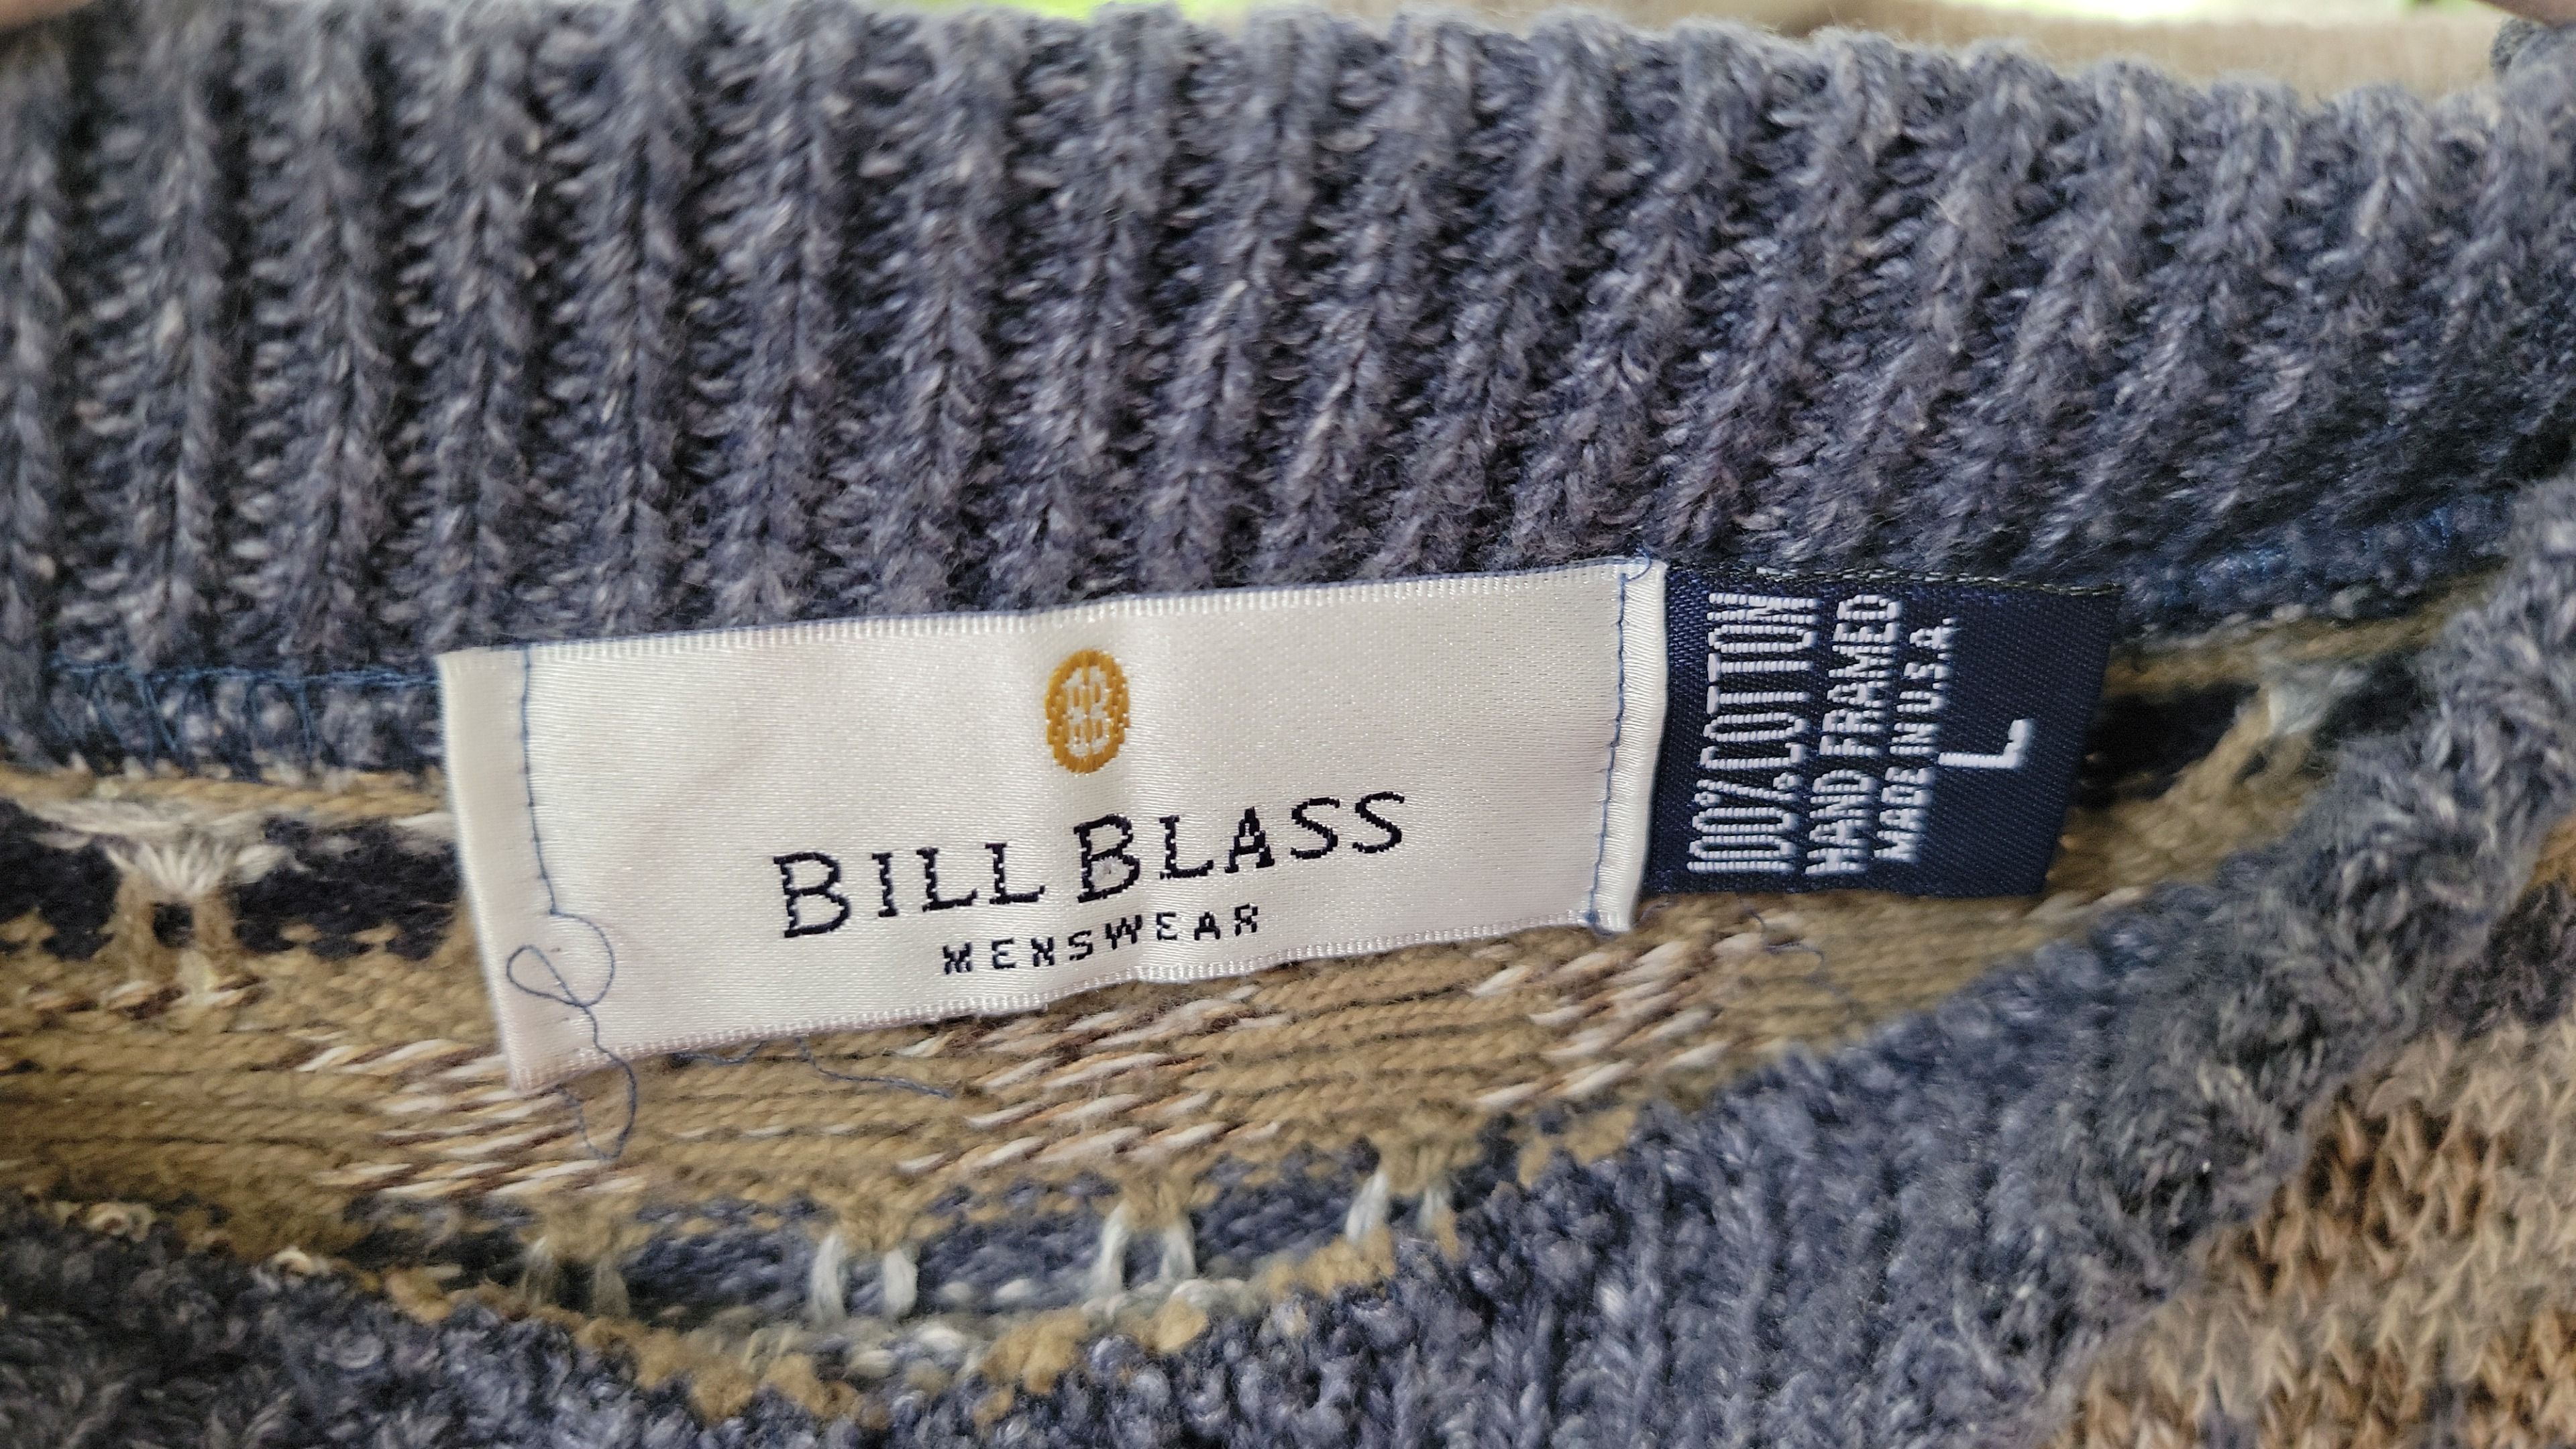 BILL BLASS
MENSWEAR
100% COTTON
HAND FRAMED
MADE IN U.S.A.
L